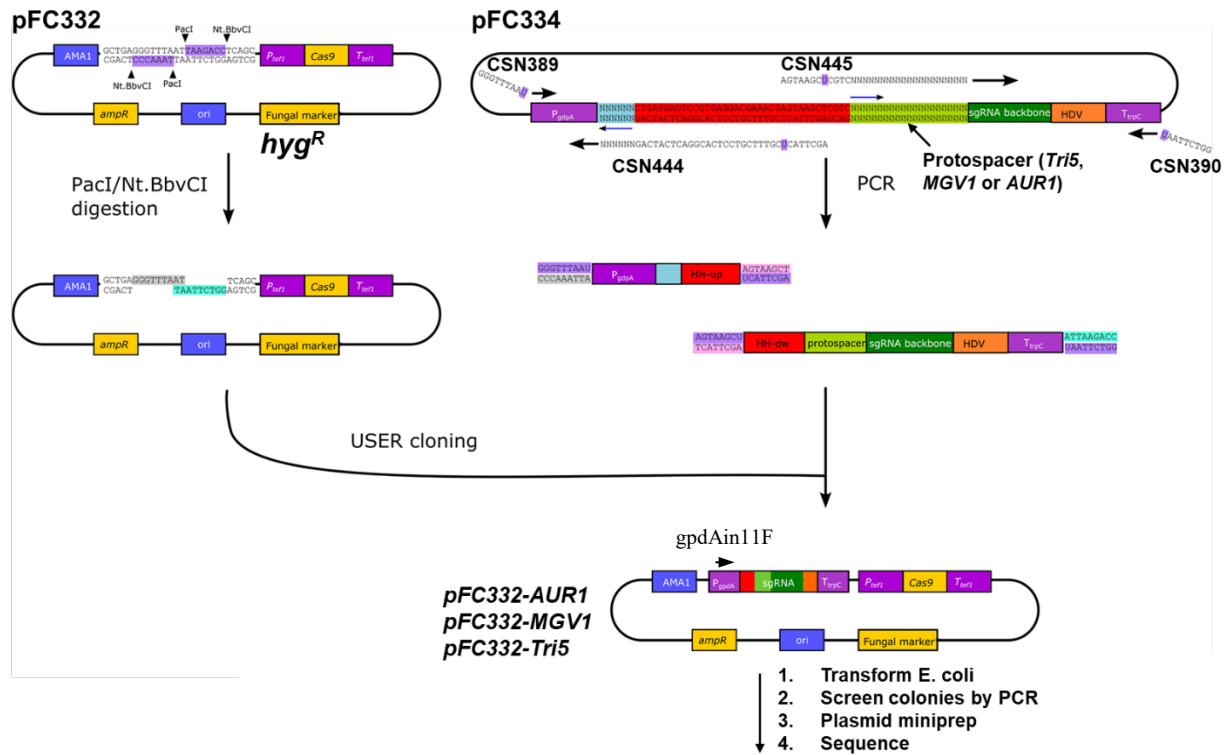 pFC332
PacI
Nt.BbvCI
AMA1
GCTGAGGGTTTAATTAAGACCTCAGC
CGACTCCCAAATTAATTCTGGAGTCG
Nt.BbvCI
PacI
Ptef1
Cas9
Ttef1
ampR
ori
Fungal marker
hygR
PacI/Nt.BbvCI
digestion
AMA1
GCTGAGGGTTTAAT
TCAGC
CGACT
TAATTCTGGAGTCG
Ptef1
Cas9
Ttef1
ampR
ori
Fungal marker
pFC334
CSN389
GGGTTTAAU
CSN445
AGTAAGCUCGTCNNNNNNNNNNNNNNNNNNNN
PgdpA
NNNNNNCTGATGAGTCCGTGAGGACGAAACGAGTAAGCTCGTCNNNNNNNNNNNNNNNNNNNN
NNNNNNGACTACTCAGGCACTCCTGCTTTGCTCATTCGAGCAGNNNNNNNNNNNNNNNNNNNN
sgRNA backbone
HDV
TtrpC
NNNNNNGACTACTCAGGCACTCCTGCTTTGCUCATTCGA
CSN444
UAATTCTGG
CSN390
Protospacer (Tri5,
MGV1 or AUR1)
PCR
GGGTTTAAU
CCCAAATTA
PgdpA
HH-up
AGTAAGCT
UCATTCGA
AGTAAGCU
TCATTCGA
HH-dw
protospacer
sgRNA backbone
HDV
TtrpC
ATTAAGACC
UAATTCTGG
USER cloning
gpdAin11F
AMA1
PgpdA
sgRNA
TtrpC
Ptef1
Cas9
Ttef1
ampR
ori
Fungal marker
pFC332-AUR1
pFC332-MGV1
pFC332-Tri5
1. Transform E. coli
2. Screen colonies by PCR
3. Plasmid miniprep
4. Sequence